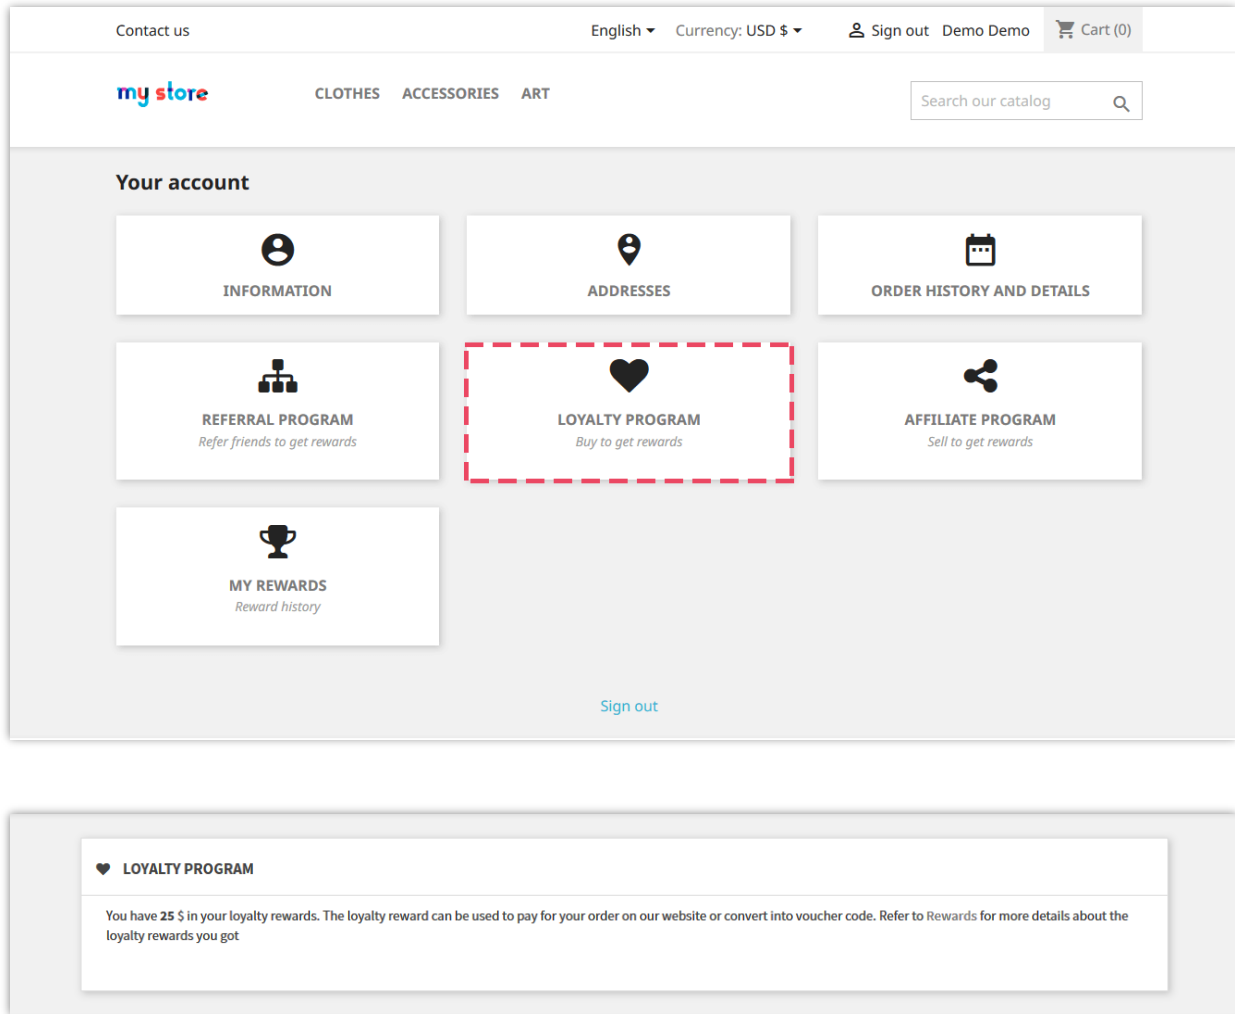 Contact us
English Currency: USD $ Sign out Demo Demo Cart (0)
my store
CLOTHES ACCESSORIES ART
Search our catalog
Your account
INFORMATION
ADDRESSES
ORDER HISTORY AND DETAILS
REFERRAL PROGRAM
Refer friends to get rewards
LOYALTY PROGRAM
Buy to get rewards
AFFILIATE PROGRAM
Sell to get rewards
MY REWARDS
Reward history
Sign out
LOYALTY PROGRAM
You have 25 $ in your loyalty rewards. The loyalty reward can be used to pay for your order on our website or convert into voucher code. Refer to Rewards for more details about the
loyalty rewards you got